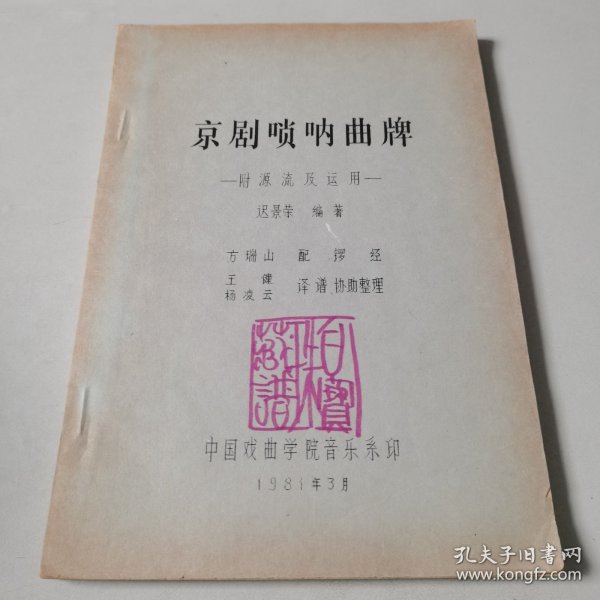 京剧唢呐曲牌
—附源流及运用—
迟景荣 编著
方瑞山 配锣经
王健
杨凌云 译谱、协助整理
中国戏曲学院音乐系印
1981年3月
孔夫子旧书网
www.kongfz.com